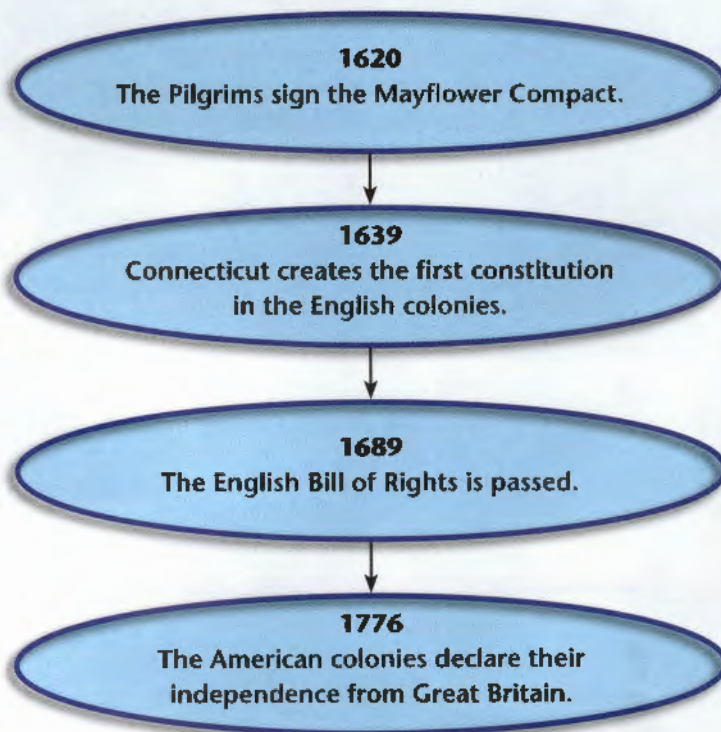 1620
The Pilgrims sign the Mayflower Compact.
1639
Connecticut creates the first constitution
in the English colonies.
1689
The English Bill of Rights is passed.
1776
The American colonies declare their
independence from Great Britain.